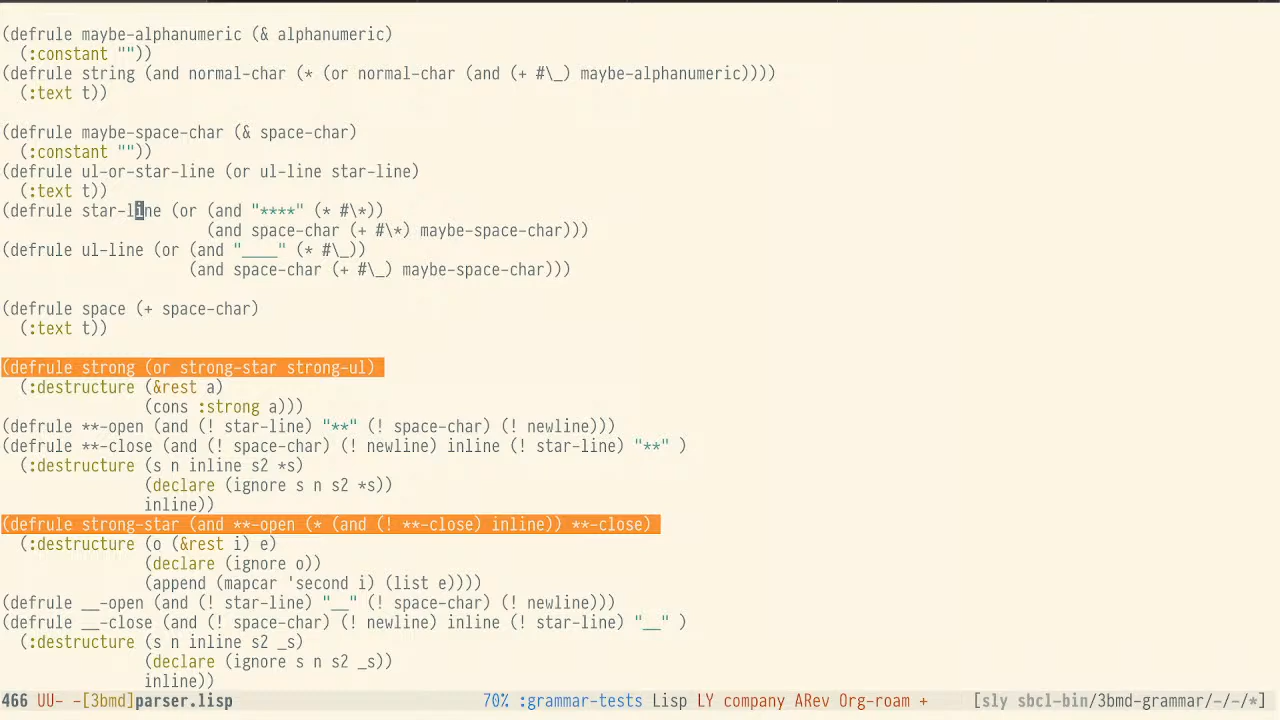 (defrule maybe-alphanumeric (& alphanumeric)
  (:constant ""))
(defrule string (and normal-char (* (or normal-char (and (+ #\_) maybe-alphanumeric))))
  (:text t))

(defrule maybe-space-char (& space-char)
  (:constant ""))
(defrule ul-or-star-line (or ul-line star-line)
  (:text t))
(defrule star-line (or (and "****" (* #\*))
                       (and space-char (+ #\*) maybe-space-char)))
(defrule ul-line (or (and "____" (* #\_))
                     (and space-char (+ #\_) maybe-space-char)))

(defrule space (+ space-char)
  (:text t))

(defrule strong (or strong-star strong-ul)
  (:destructure (&rest a)
                (cons :strong a)))
(defrule **-open (and (! star-line) "**" (! space-char) (! newline)))
(defrule **-close (and (! space-char) (! newline) inline (! star-line) "**" )
  (:destructure (s n inline s2 *s)
                (declare (ignore s n s2 *s))
                inline))
(defrule strong-star (and **-open (* (and (! **-close) inline)) **-close)
  (:destructure (o (&rest i) e)
                (declare (ignore o))
                (append (mapcar 'second i) (list e))))
(defrule __-open (and (! star-line) "__" (! space-char) (! newline)))
(defrule __-close (and (! space-char) (! newline) inline (! star-line) "__" )
  (:destructure (s n inline s2 _s)
                (declare (ignore s n s2 _s))
                inline))
466 UU- -[3bmd]parser.lisp 70% :grammar-tests Lisp LY company ARev Org-roam + [sly sbcl-bin/3bmd-grammar/-/-/*]